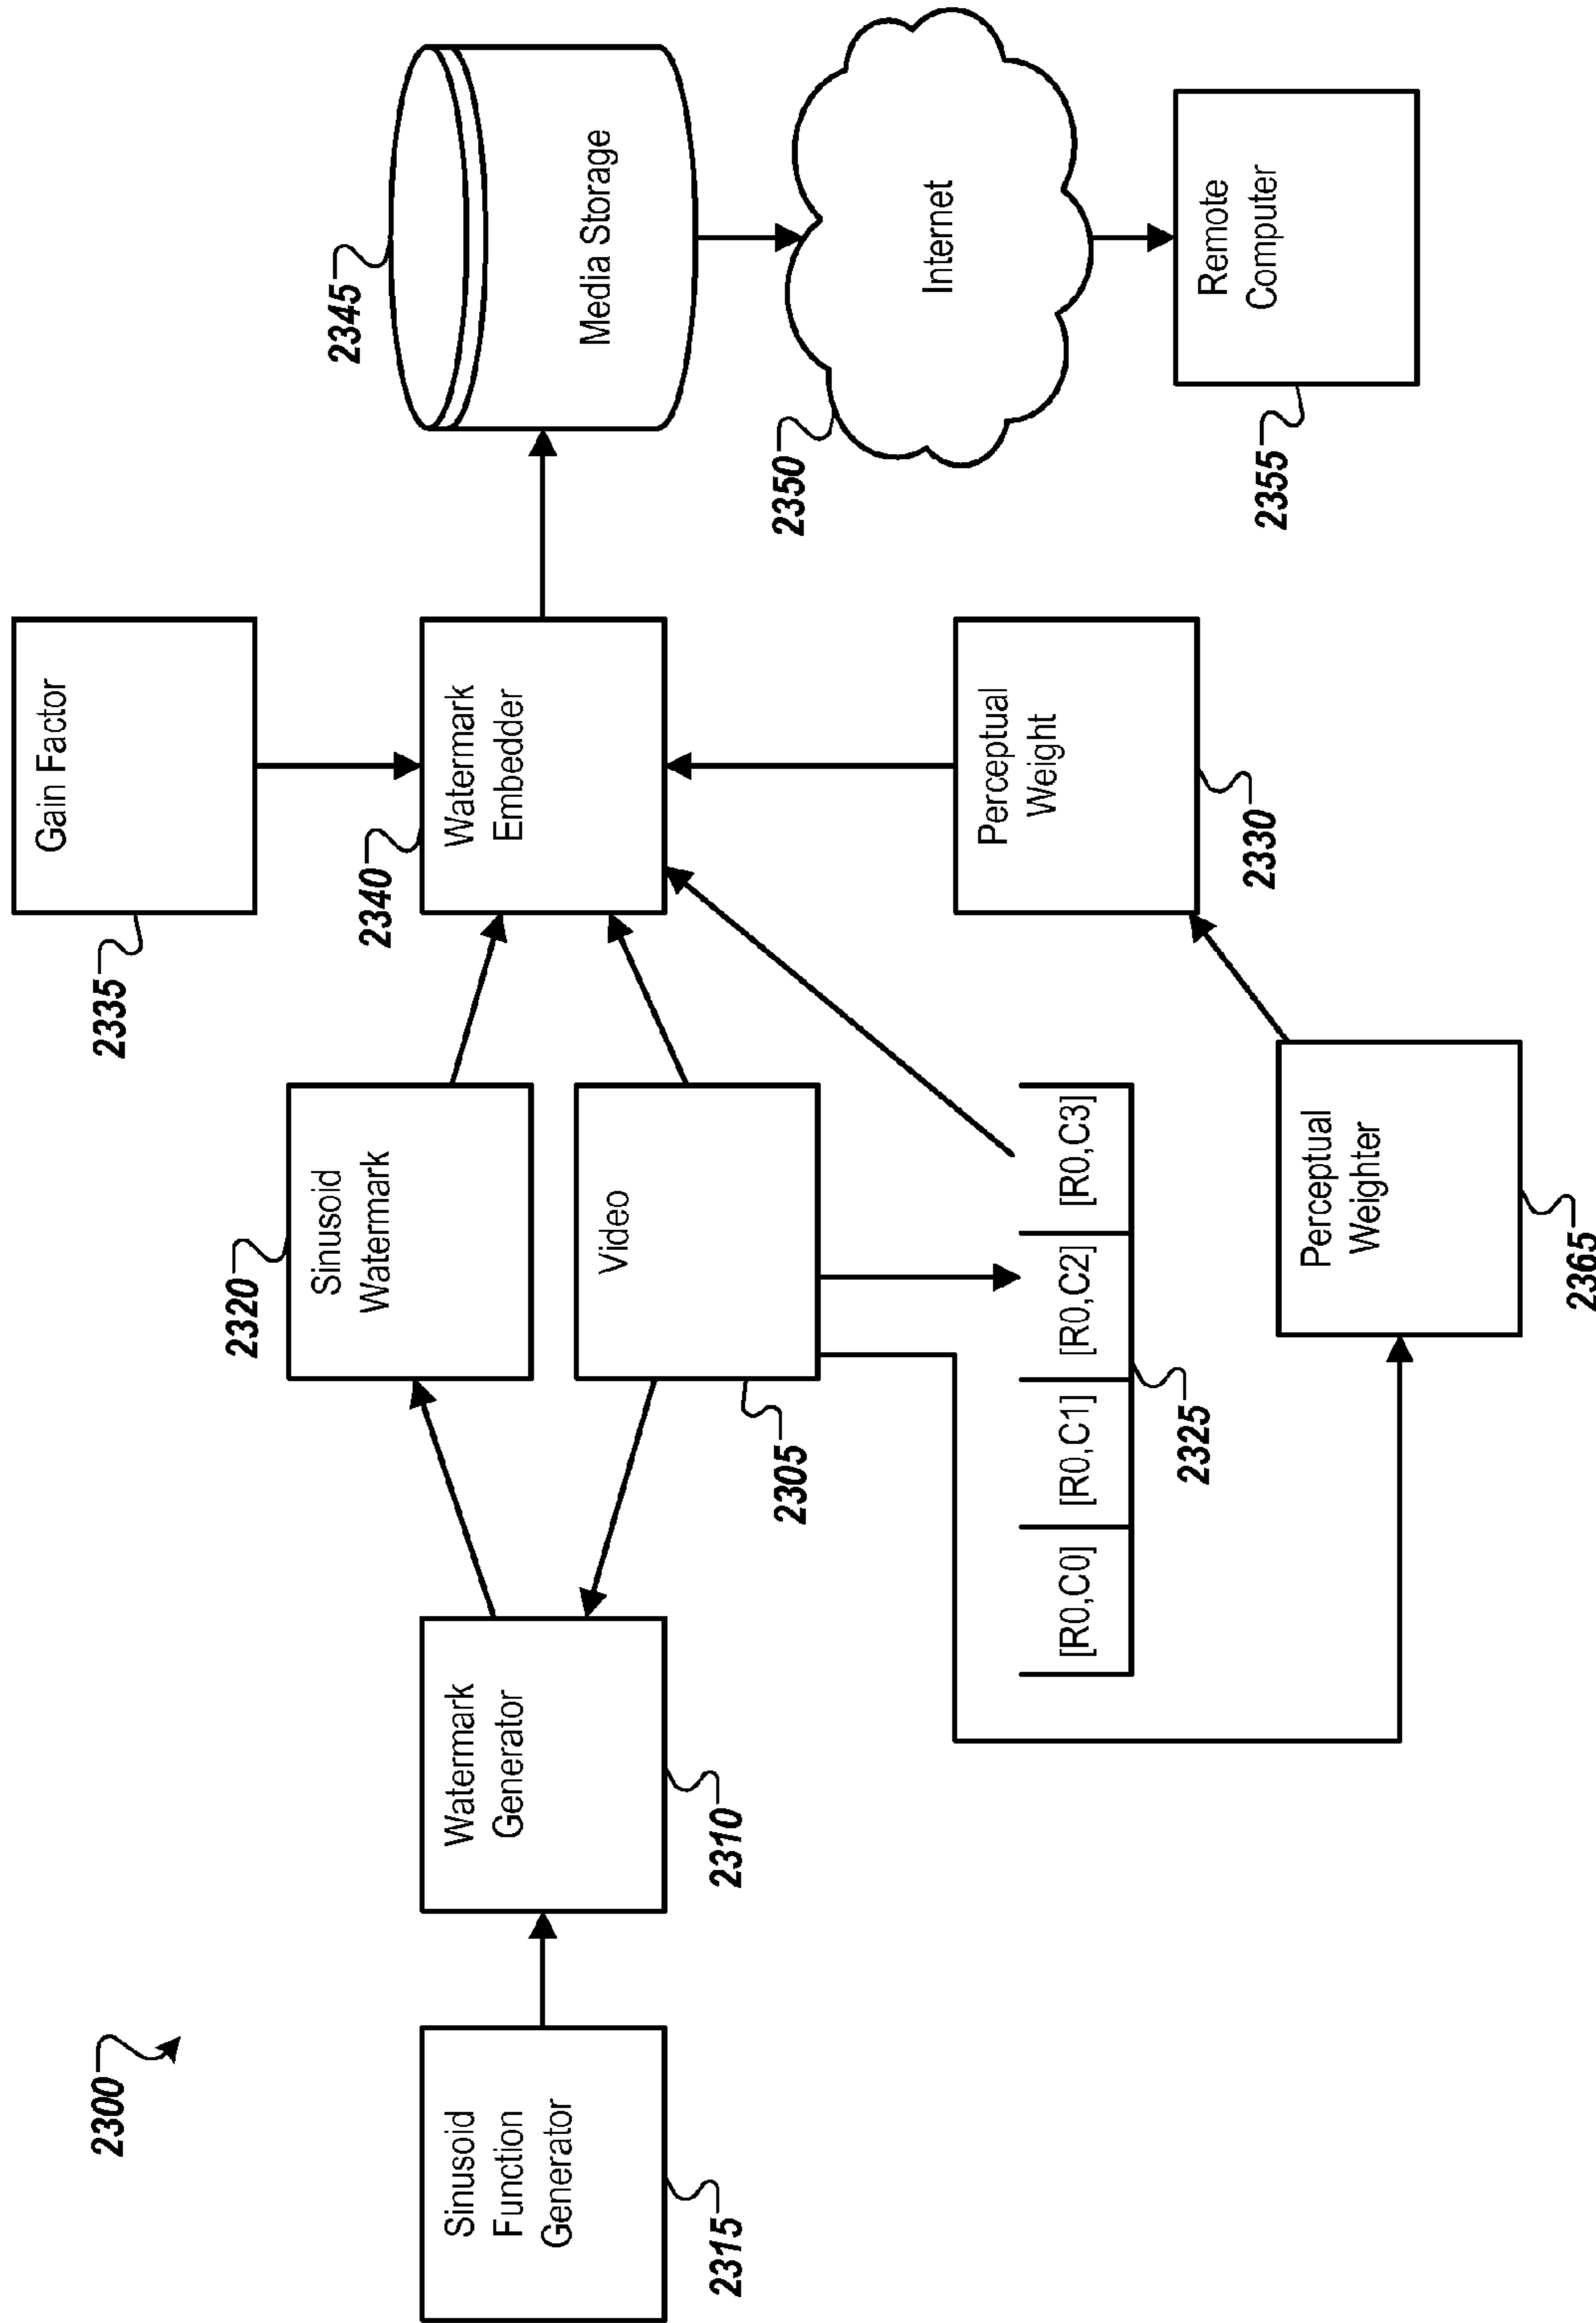 2300
Sinusoid
Function
Generator
2315
Watermark
Generator
2310
2320
Sinusoid
Watermark
Video
2305
[R0,C0]
[R0,C1]
[R0,C2]
[R0,C3]
2325
Perceptual
Weighter
2365
2335
Gain Factor
2340
Watermark
Embedder
Perceptual
Weight
2330
2345
Media Storage
2350
Internet
2355
Remote
Computer